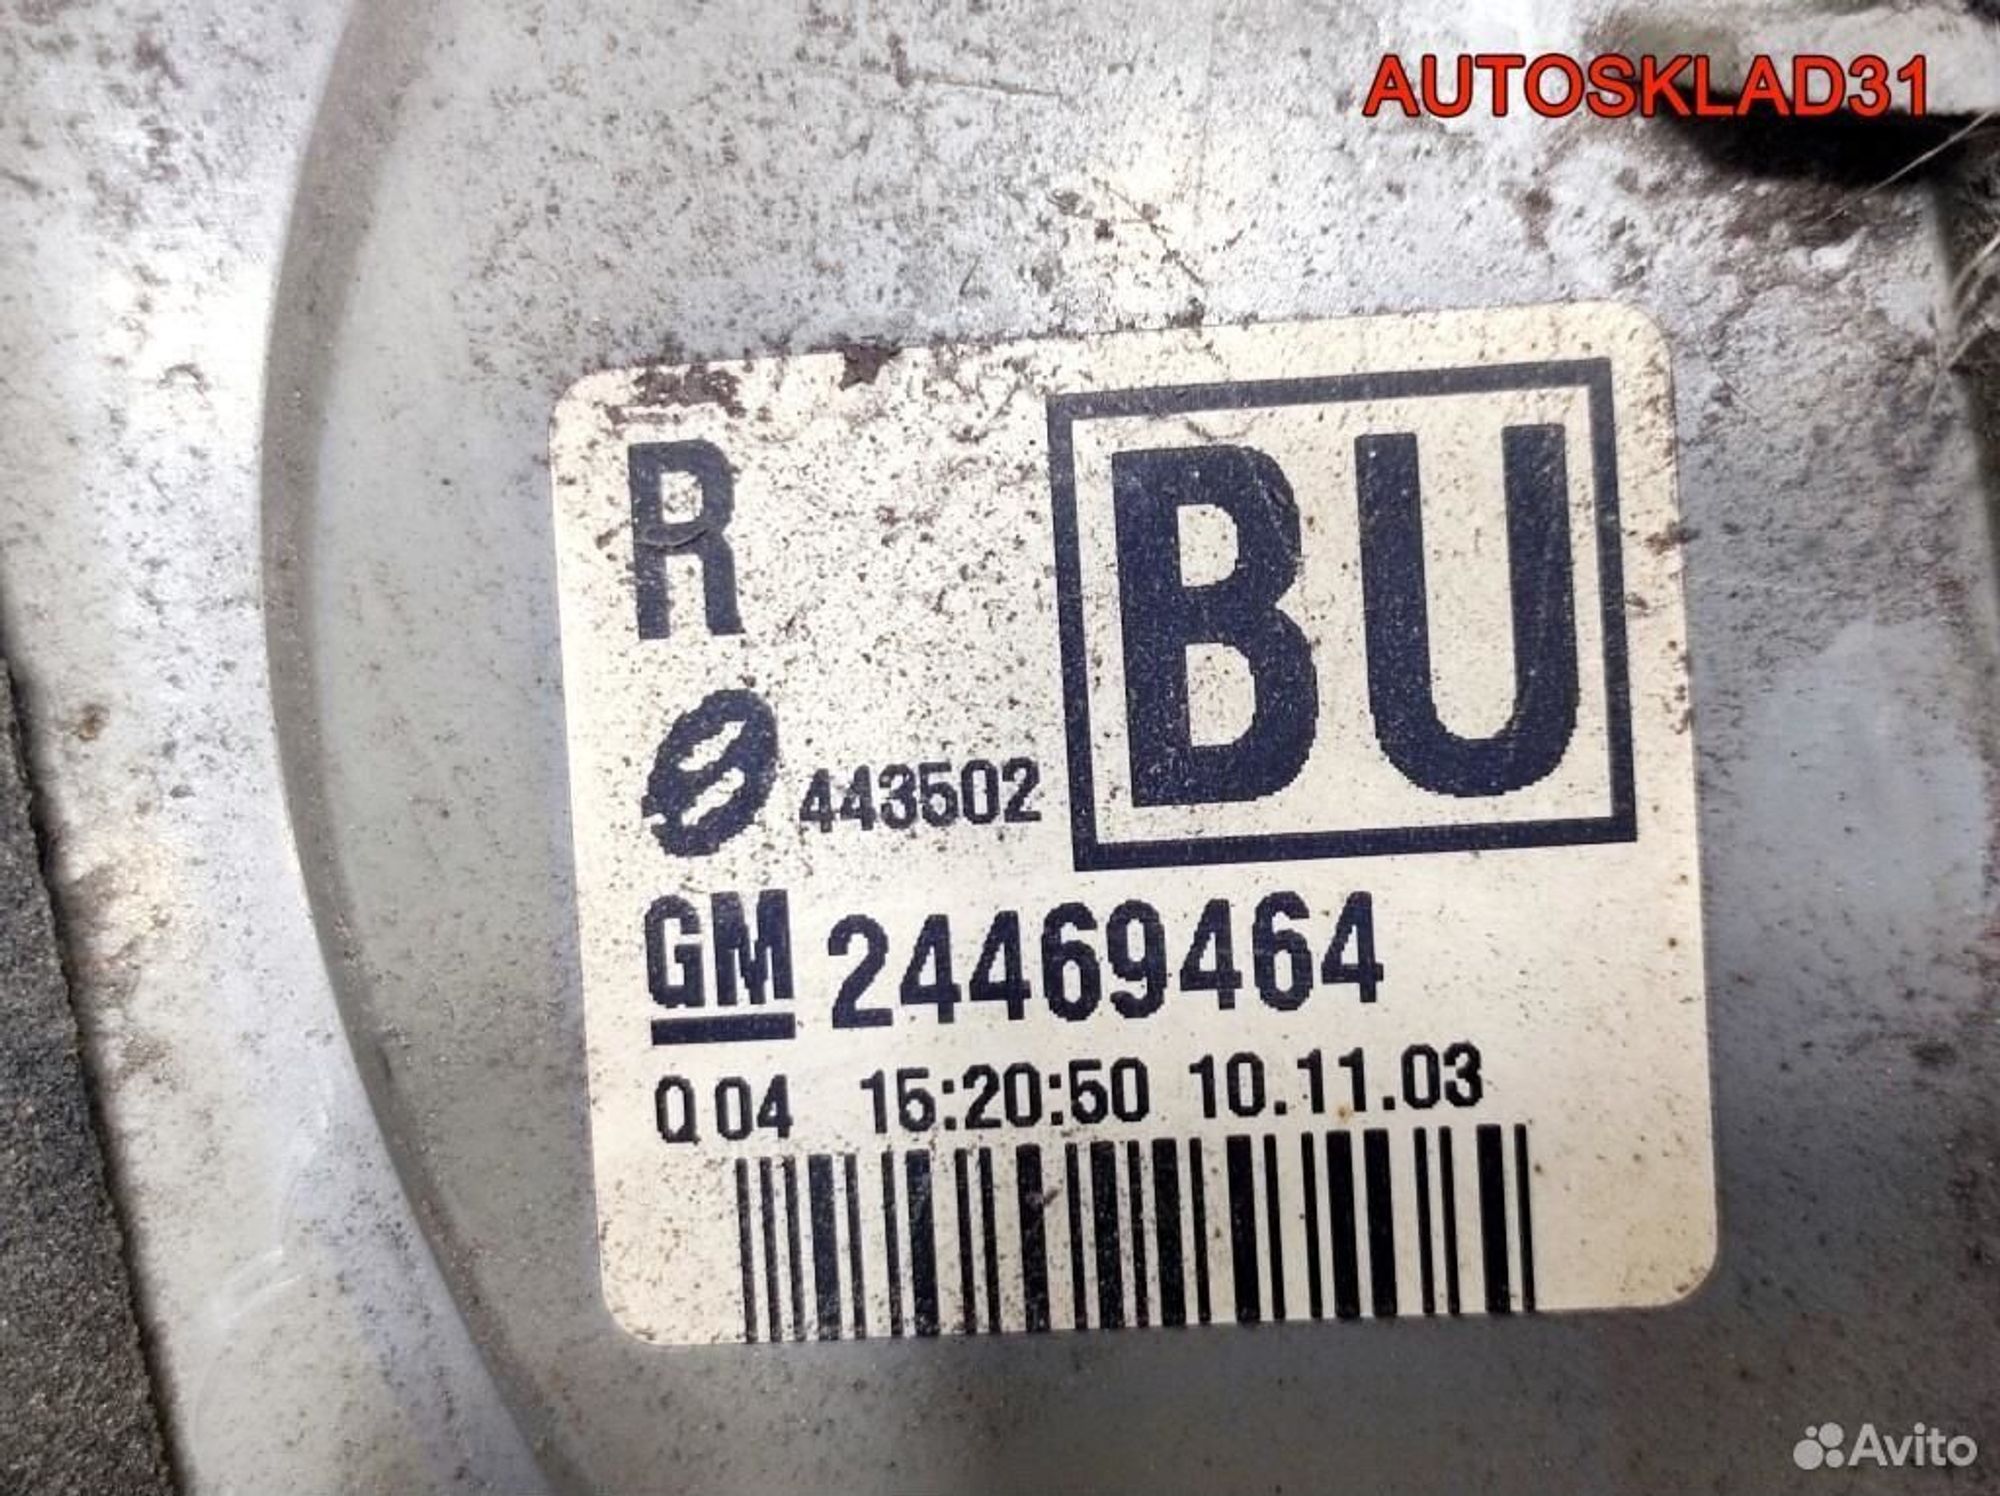 AUTOSKLAD31
R
BU
443502
GM 24469464
Q 04 15:20:50 10.11.03
Avito